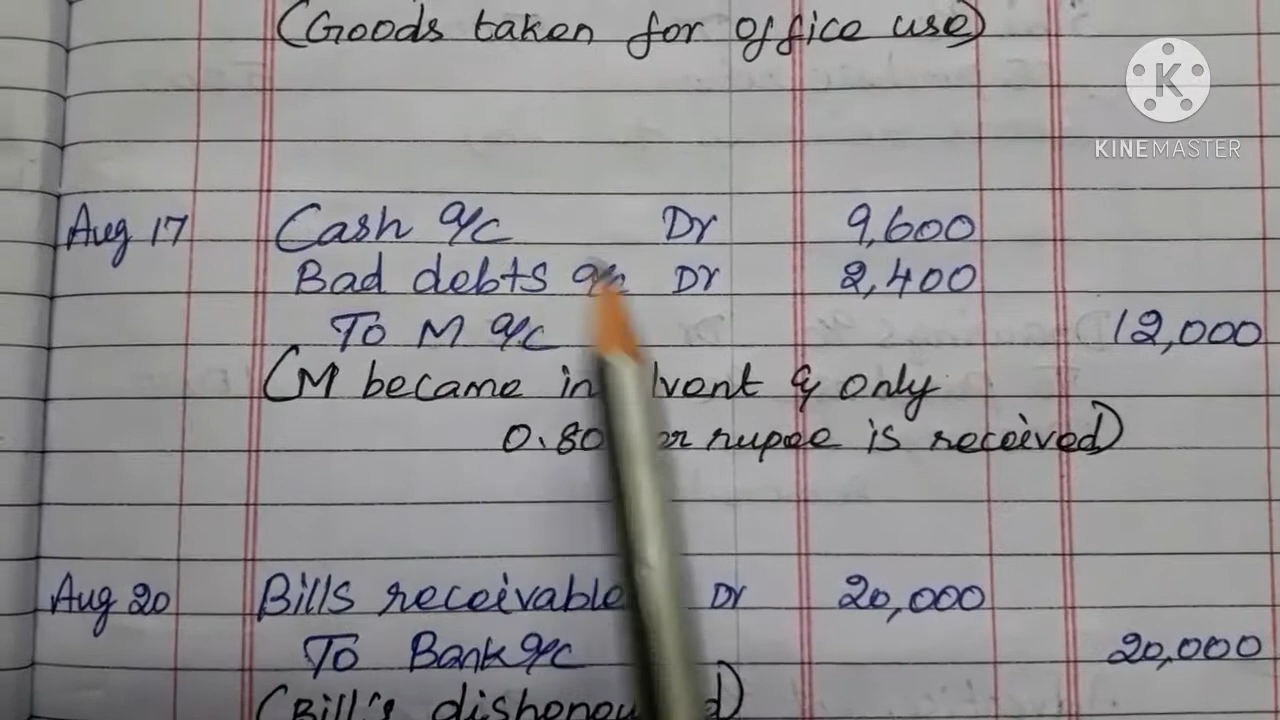 (Goods taken for office use)
K
KINEMASTER
Aug 17 Cash a/c Dr 9,600
Bad debts a/c Dr 2,400
To M a/c 12,000
(M became in lvent & only
0.80 rupee is received)
Aug 20 Bills receivable Dr 20,000
To Bank a/c 20,000
(Bill's